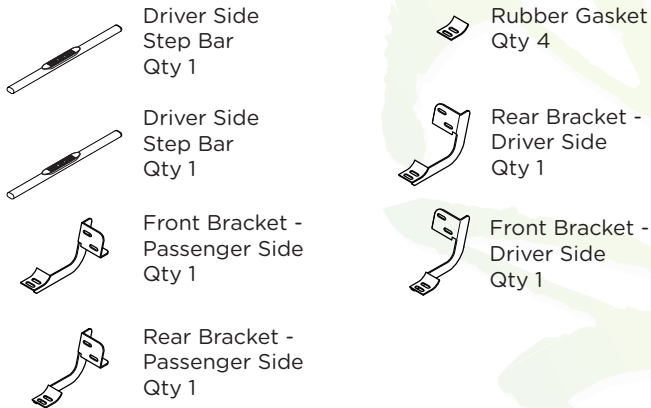 Driver Side
Step Bar
Qty 1
Driver Side
Step Bar
Qty 1
Front Bracket -
Passenger Side
Qty 1
Rear Bracket -
Passenger Side
Qty 1
Rubber Gasket
Qty 4
Rear Bracket -
Driver Side
Qty 1
Front Bracket -
Driver Side
Qty 1